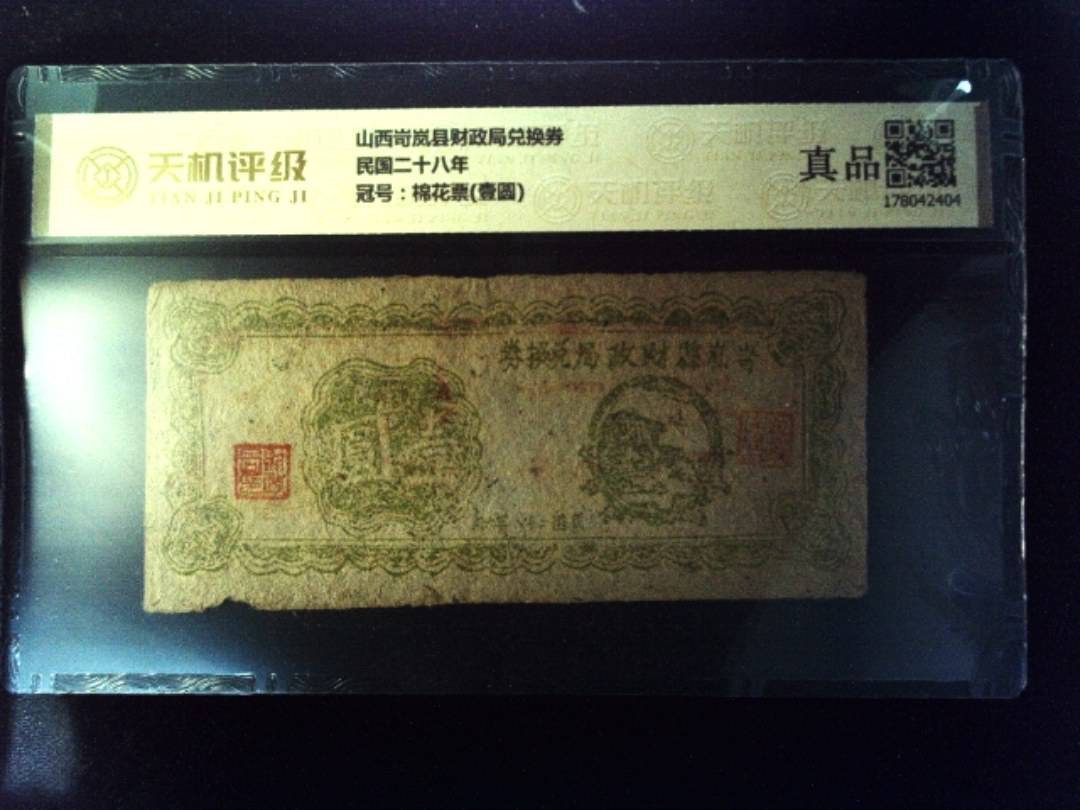 天机评级
TIAN JI PING JI
山西岢岚县财政局兑换券
民国二十八年
冠号：棉花票(壹圆)
真品
178042404
券換兑局政财縣岚岢
圓壹